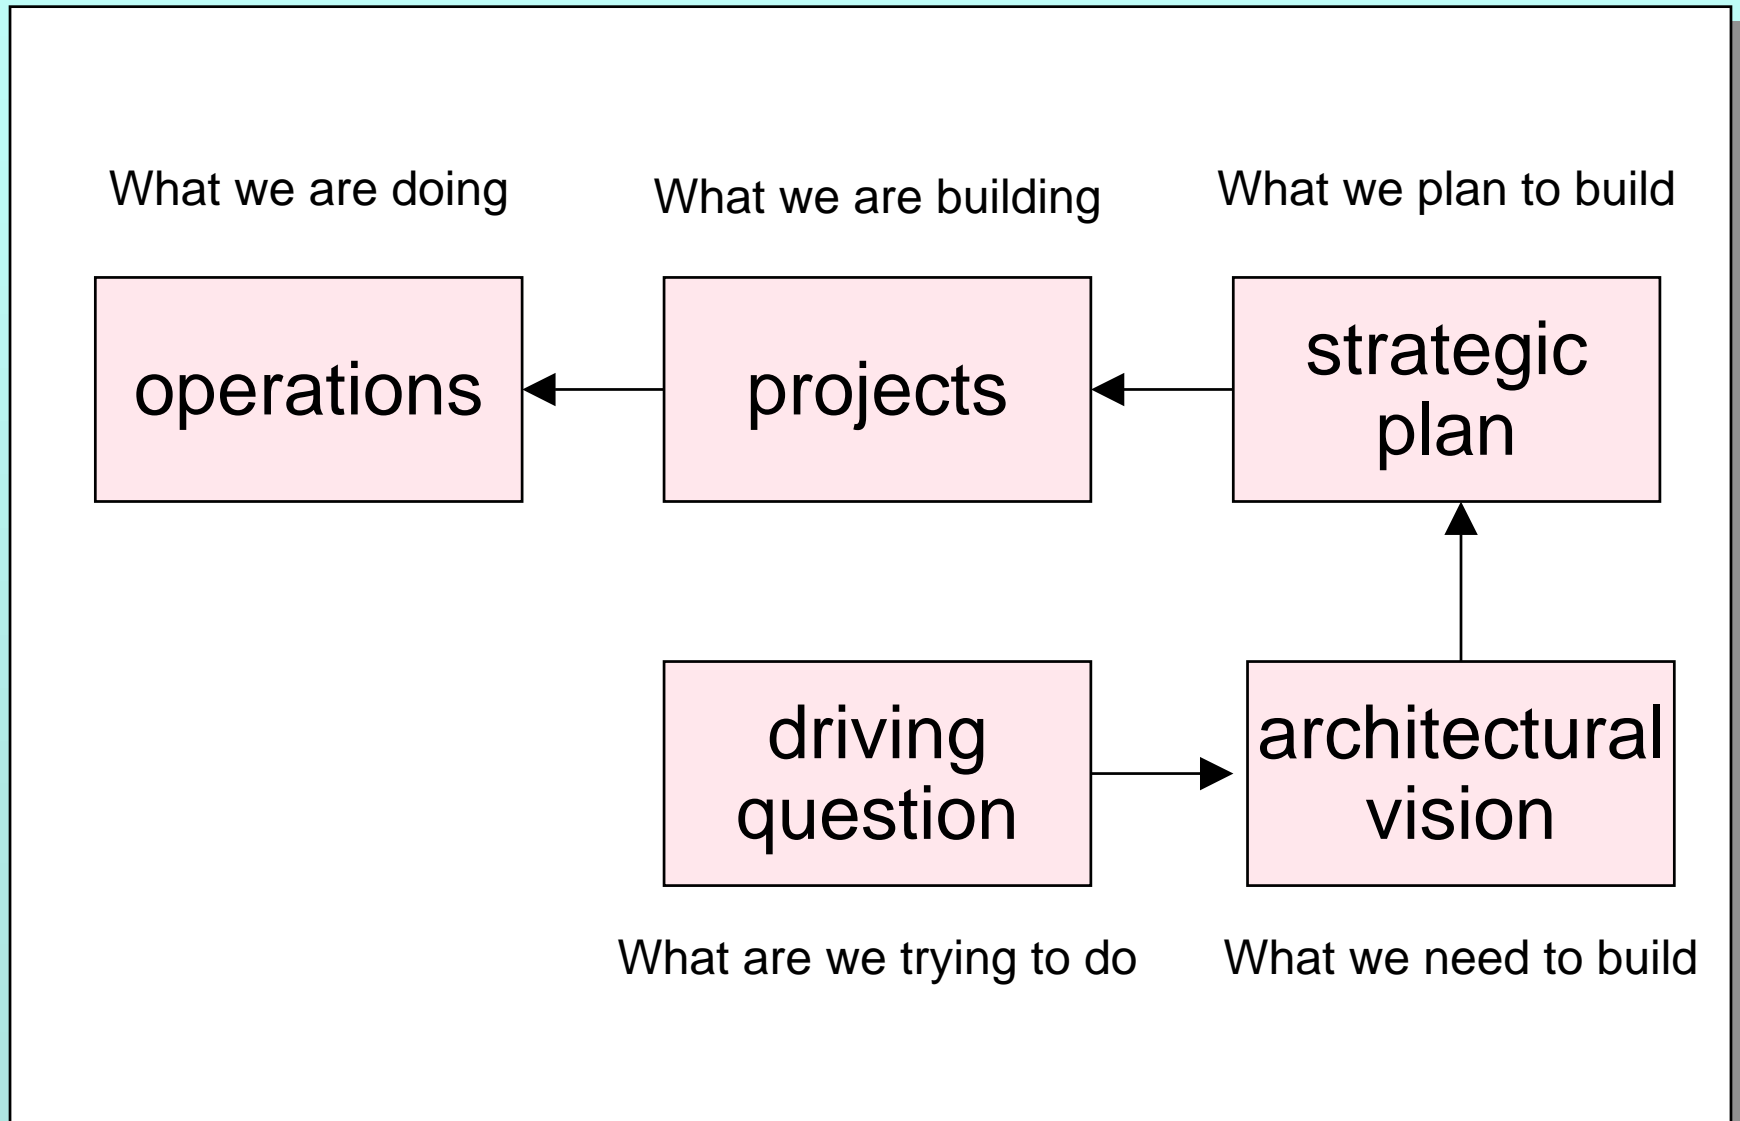 What we are doing
What we are building
What we plan to build
operations
projects
strategic
plan
driving
question
architectural
vision
What are we trying to do
What we need to build